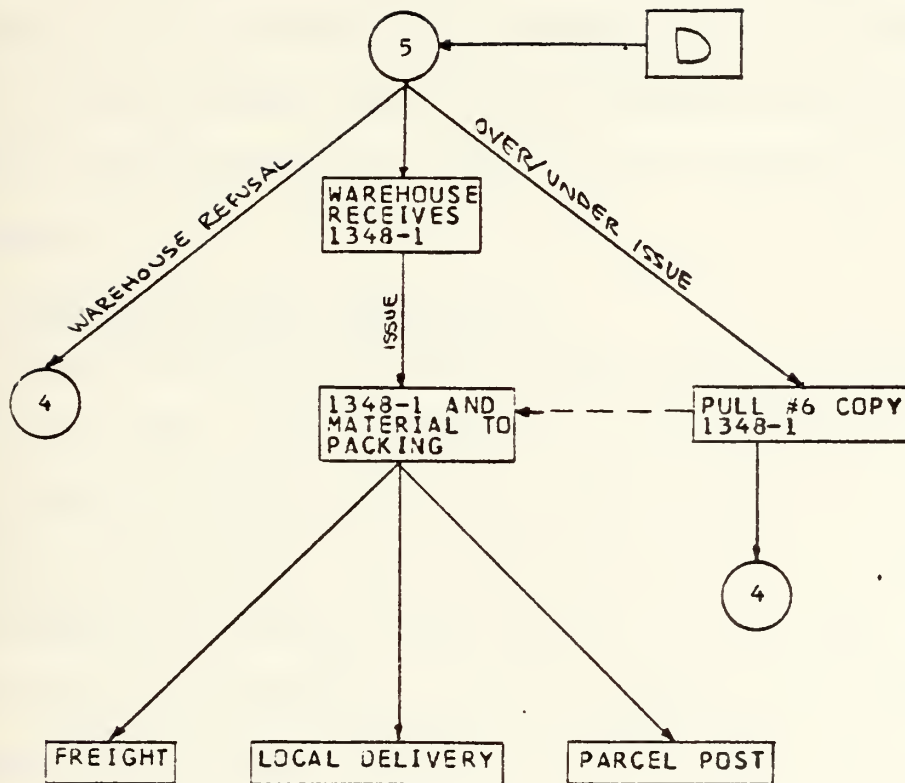 5
D
WAREHOUSE REFUSAL
WAREHOUSE
RECEIVES
1348-1
OVER/UNDER ISSUE
ISSUE
4
1348-1 AND
MATERIAL TO
PACKING
PULL #6 COPY
1348-1
4
FREIGHT
LOCAL DELIVERY
PARCEL POST